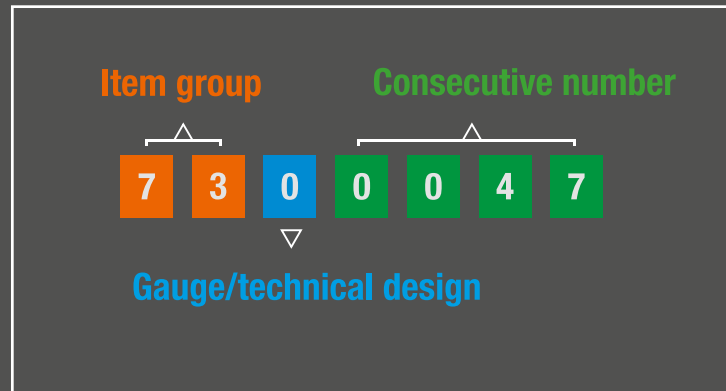 Item group
Consecutive number
7 3 0 0 0 4 7
Gauge/technical design